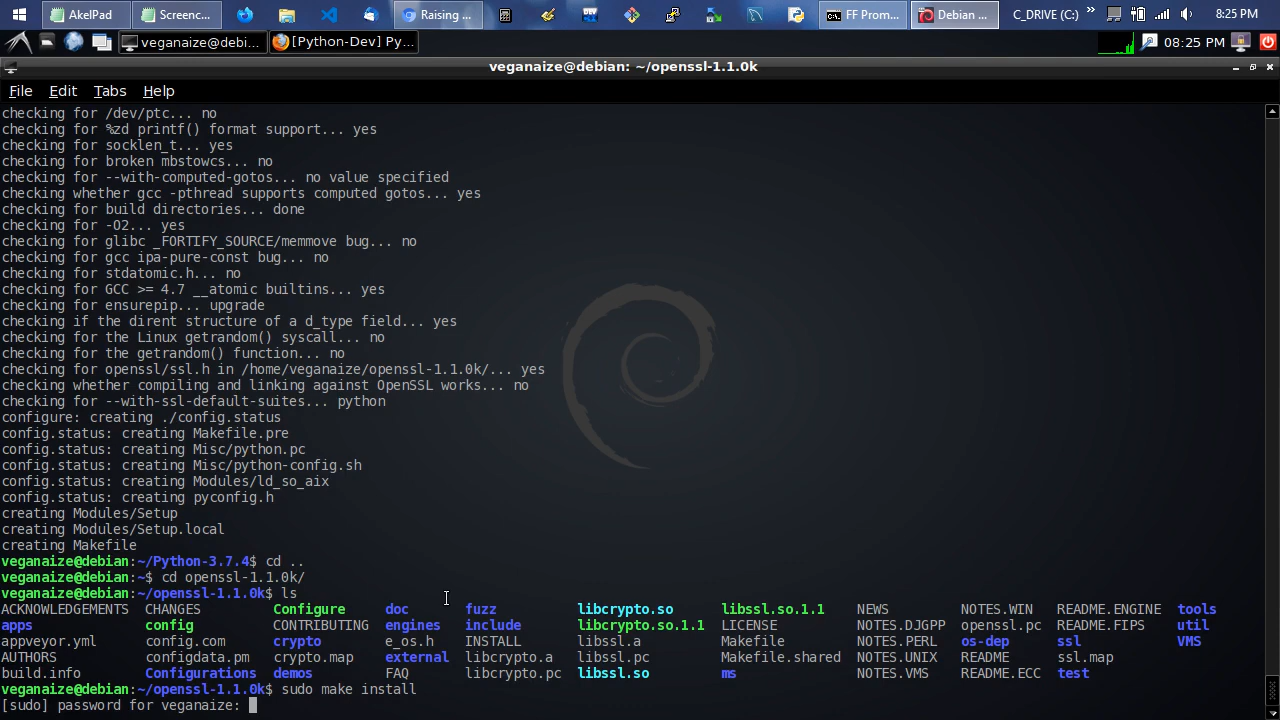 AkelPad
Screenc...
Raising ...
FF Prom...
Debian ...
C_DRIVE (C:)
8:25 PM
veganaize@debi...
[Python-Dev] Py...
08:25 PM
veganaize@debian: ~/openssl-1.1.0k
File Edit Tabs Help
checking for /dev/ptc... no
checking for %zd printf() format support... yes
checking for socklen_t... yes
checking for broken mbstowcs... no
checking for --with-computed-gotos... no value specified
checking whether gcc -pthread supports computed gotos... yes
checking for build directories... done
checking for -O2... yes
checking for glibc _FORTIFY_SOURCE/memmove bug... no
checking for gcc ipa-pure-const bug... no
checking for stdatomic.h... no
checking for GCC >= 4.7 __atomic builtins... yes
checking for ensurepip... upgrade
checking if the dirent structure of a d_type field... yes
checking for the Linux getrandom() syscall... no
checking for the getrandom() function... no
checking for openssl/ssl.h in /home/veganaize/openssl-1.1.0k/... yes
checking whether compiling and linking against OpenSSL works... no
checking for --with-ssl-default-suites... python
configure: creating ./config.status
config.status: creating Makefile.pre
config.status: creating Misc/python.pc
config.status: creating Misc/python-config.sh
config.status: creating Modules/ld_so_aix
config.status: creating pyconfig.h
creating Modules/Setup
creating Modules/Setup.local
creating Makefile
veganaize@debian:~/Python-3.7.4$ cd ..
veganaize@debian:~$ cd openssl-1.1.0k/
veganaize@debian:~/openssl-1.1.0k$ ls
ACKNOWLEDGEMENTS CHANGES Configure doc fuzz libcrypto.so libssl.so.1.1 NEWS NOTES.WIN README.ENGINE tools
apps config CONTRIBUTING engines include libcrypto.so.1.1 LICENSE NOTES.DJGPP openssl.pc README.FIPS util
appveyor.yml config.com crypto e_os.h INSTALL libssl.a Makefile NOTES.PERL os-dep ssl VMS
AUTHORS configdata.pm crypto.map external libcrypto.a libssl.pc Makefile.shared NOTES.UNIX README ssl.map
build.info Configurations demos FAQ libcrypto.pc libssl.so ms NOTES.VMS README.ECC test
veganaize@debian:~/openssl-1.1.0k$ sudo make install
[sudo] password for veganaize: